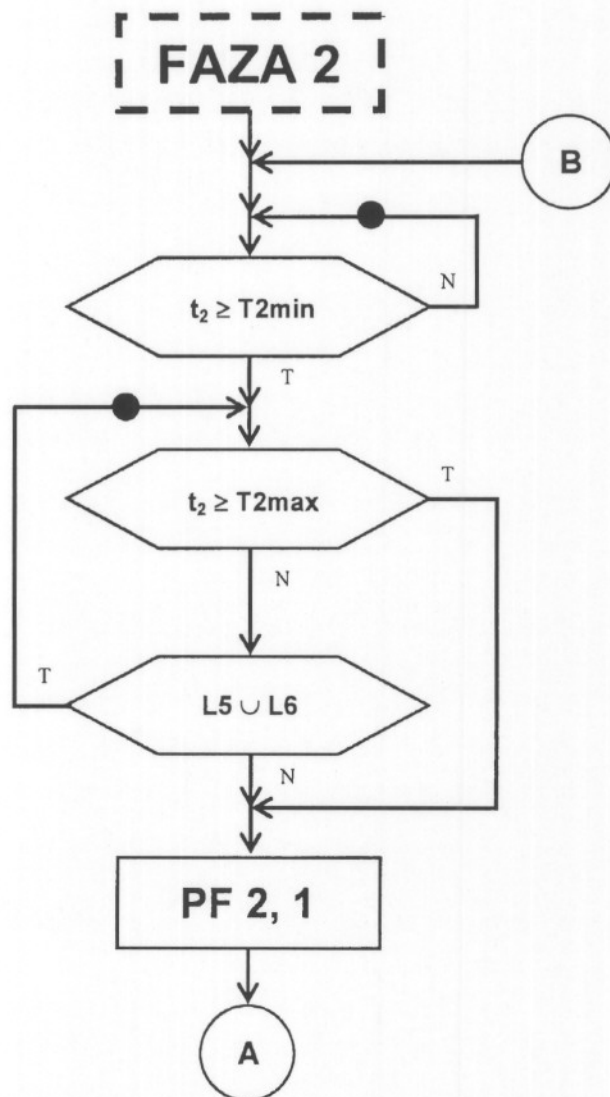 FAZA 2
B
N
t₂ ≥ T2min
T
T
t₂ ≥ T2max
N
T
L5 ∪ L6
N
PF 2, 1
A